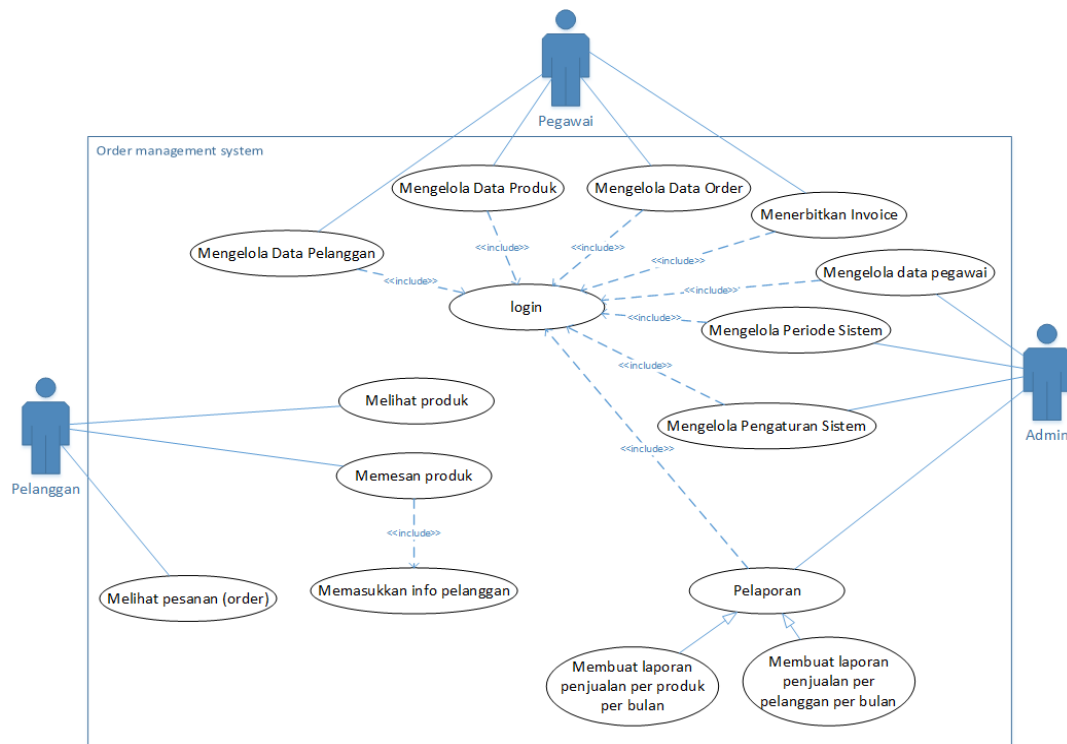 Pegawai
Order management system
Mengelola Data Produk
Mengelola Data Order
Menerbitkan Invoice
Mengelola Data Pelanggan
<<include>>
<<include>>
<<include>>
Mengelola data pegawai
<<include>>
<<include>>
login
<<include>>
Mengelola Periode Sistem
<<include>>
Melihat produk
Mengelola Pengaturan Sistem
Admin
<<include>>
Memesan produk
Pelanggan
<<include>>
Melihat pesanan (order)
Memasukkan info pelanggan
Pelaporan
Membuat laporan
penjualan per produk
per bulan
Membuat laporan
penjualan per
pelanggan per bulan